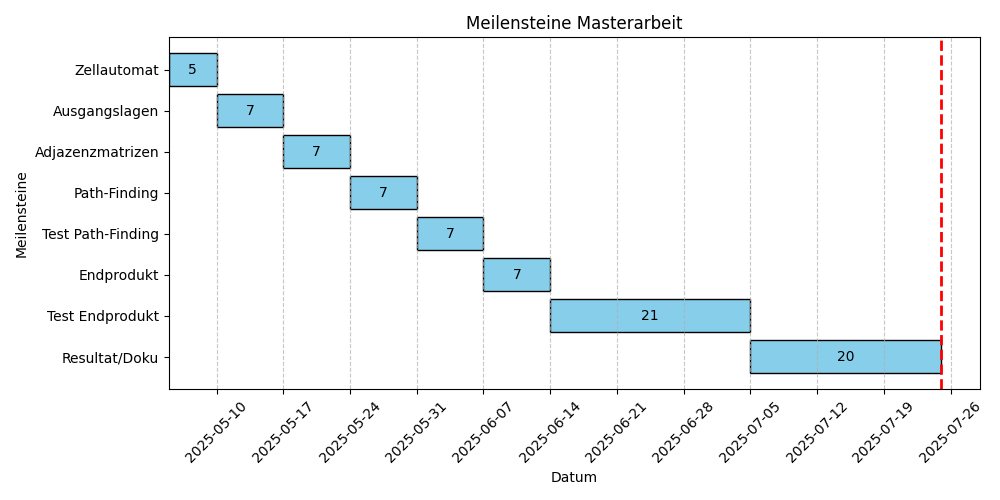 Meilensteine Masterarbeit
Meilensteine
Zellautomat
5
Ausgangslagen
7
Adjazenzmatrizen
7
Path-Finding
7
Test Path-Finding
7
Endprodukt
7
Test Endprodukt
21
Resultat/Doku
20
2025-05-10
2025-05-17
2025-05-24
2025-05-31
2025-06-07
2025-06-14
2025-06-21
2025-06-28
2025-07-05
2025-07-12
2025-07-19
2025-07-26
Datum